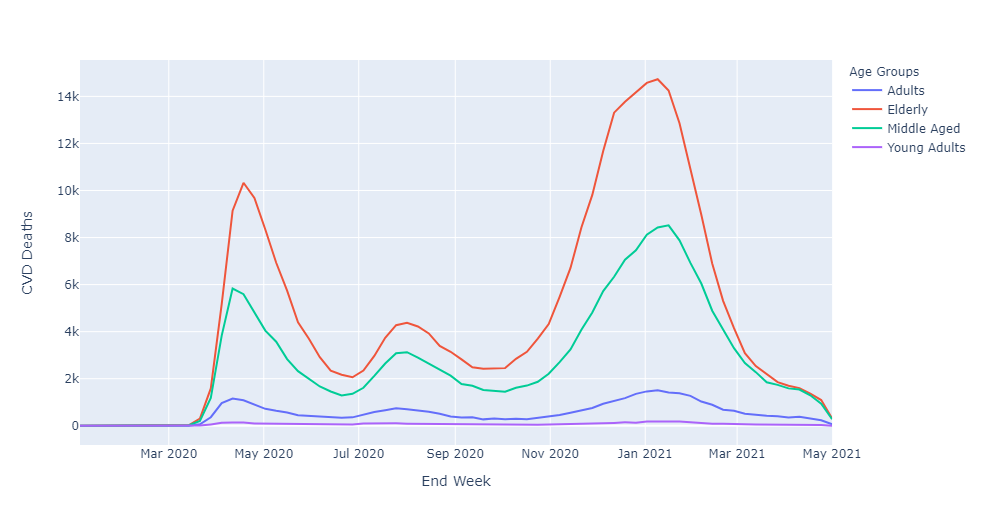 Age Groups
Adults
Elderly
Middle Aged
Young Adults
CVD Deaths
14k
12k
10k
8k
6k
4k
2k
0
Mar 2020
May 2020
Jul 2020
Sep 2020
Nov 2020
Jan 2021
Mar 2021
May 2021
End Week